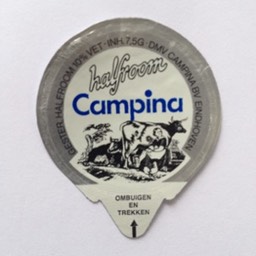 GESTER. HALFROOM 10% VET - INH. 7,5G · DMV CAMPINA BV EINDHOVEN
halfroom
Campina
OMBUIGEN
EN
TREKKEN